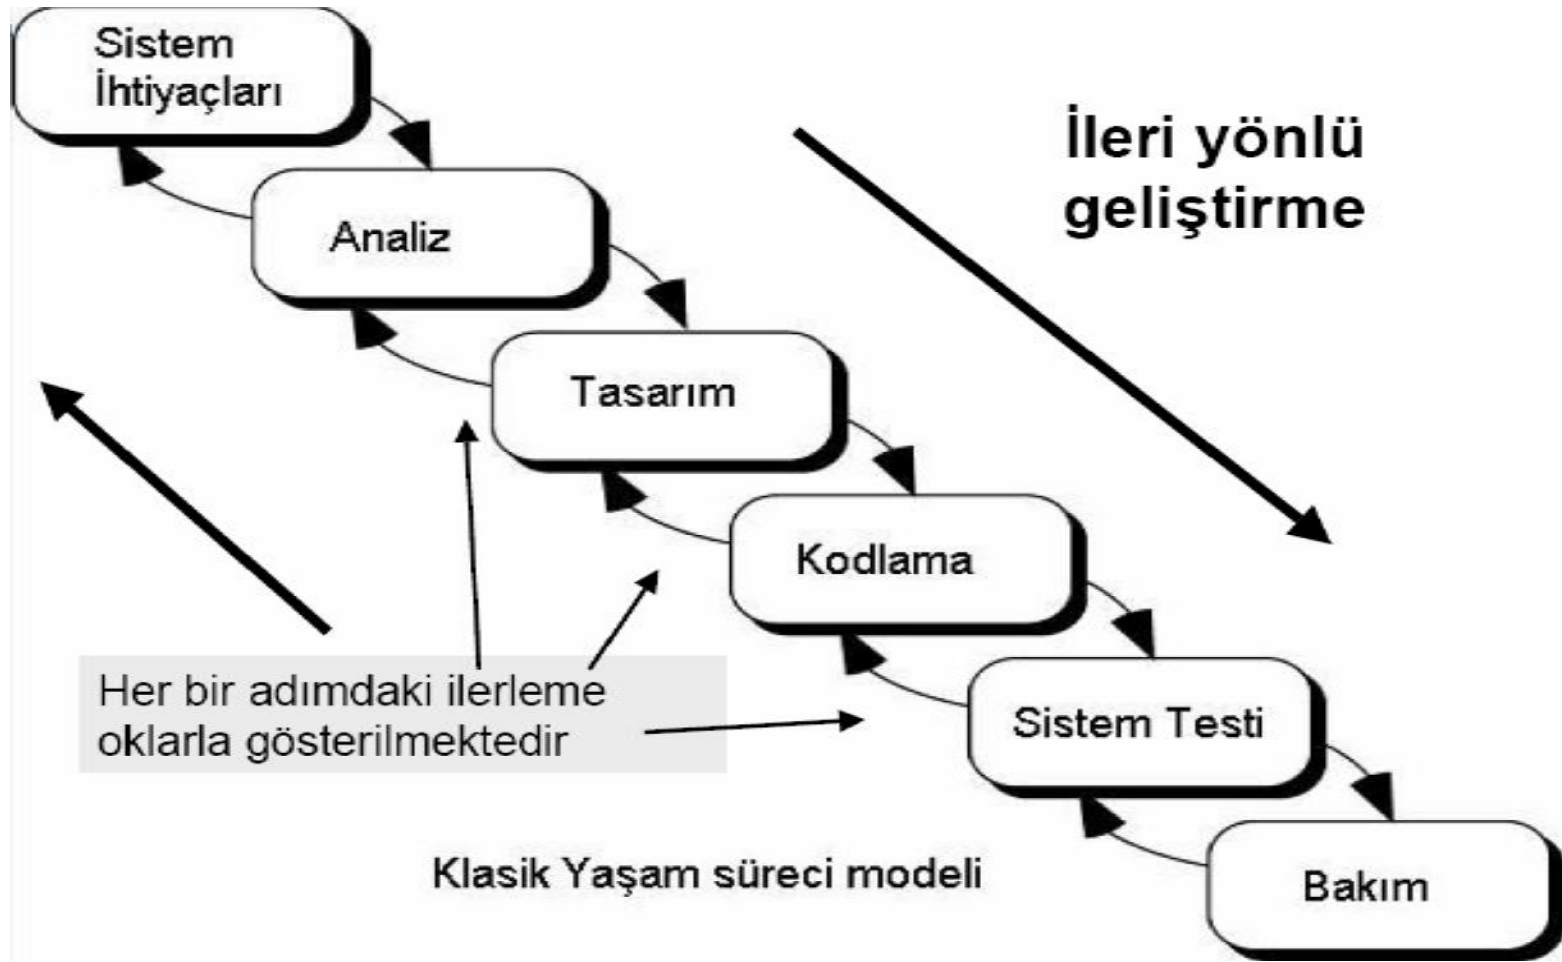 Sistem
İhtiyaçları
İleri yönlü
geliştirme
Analiz
Tasarım
Kodlama
Her bir adımdaki ilerleme
oklarla gösterilmektedir
Sistem Testi
Klasik Yaşam süreci modeli
Bakım